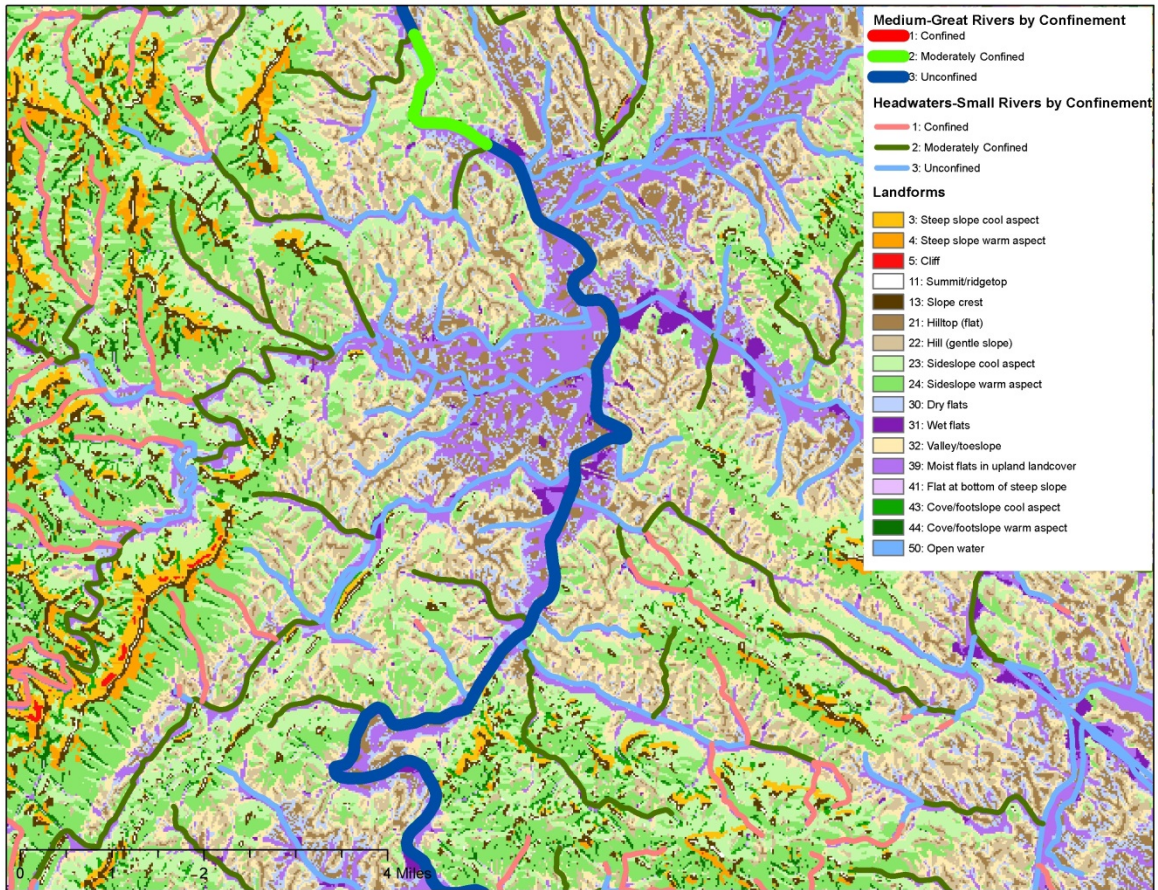 Medium-Great Rivers by Confinement
1: Confined
2: Moderately Confined
3: Unconfined
Headwaters-Small Rivers by Confinement
1: Confined
2: Moderately Confined
3: Unconfined
Landforms
3: Steep slope cool aspect
4: Steep slope warm aspect
5: Cliff
11: Summit/ridgetop
13: Slope crest
21: Hilltop (flat)
22: Hill (gentle slope)
23: Sideslope cool aspect
24: Sideslope warm aspect
30: Dry flats
31: Wet flats
32: Valley/toeslope
39: Moist flats in upland landcover
41: Flat at bottom of steep slope
43: Cove/footslope cool aspect
44: Cove/footslope warm aspect
50: Open water
0 1 2 4 Miles